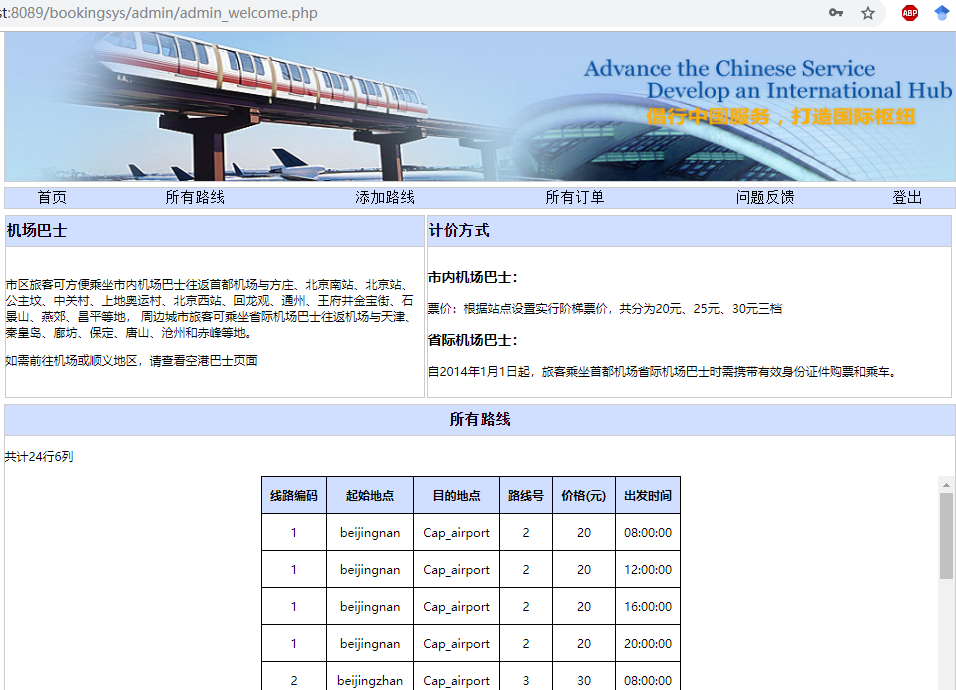 t:8089/bookingsys/admin/admin_welcome.php
ABP
Advance the Chinese Service
Develop an International Hub
倡行中国服务，打造国际枢纽
首页 所有路线 添加路线 所有订单 问题反馈 登出
机场巴士
市区旅客可方便乘坐市内机场巴士往返首都机场与方庄、北京南站、北京站、
公主坟、中关村、上地奥运村、北京西站、回龙观、通州、王府井金宝街、石
景山、燕郊、昌平等地， 周边城市旅客可乘坐省际机场巴士往返机场与天津、
秦皇岛、廊坊、保定、唐山、沧州和赤峰等地。
如需前往机场或顺义地区，请查看空港巴士页面
计价方式
市内机场巴士：
票价：根据站点设置实行阶梯票价，共分为20元、25元、30元三档
省际机场巴士：
自2014年1月1日起，旅客乘坐首都机场省际机场巴士时需携带有效身份证件购票和乘车。
所有路线
共计24行6列
线路编码 起始地点 目的地点 路线号 价格(元) 出发时间
1 beijingnan Cap_airport 2 20 08:00:00
1 beijingnan Cap_airport 2 20 12:00:00
1 beijingnan Cap_airport 2 20 16:00:00
1 beijingnan Cap_airport 2 20 20:00:00
2 beijingzhan Cap_airport 3 30 08:00:00